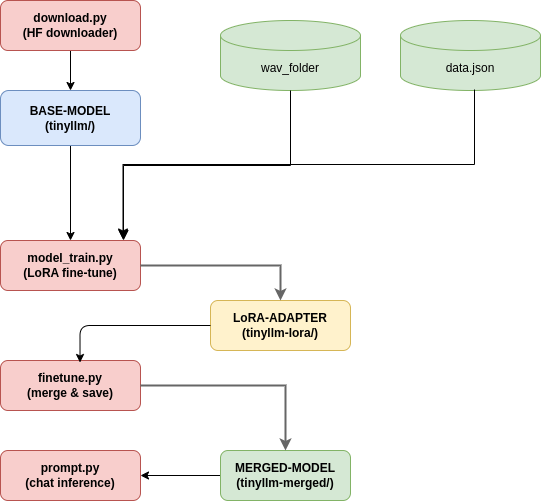 download.py
(HF downloader)
wav_folder
data.json
BASE-MODEL
(tinyllm/)
model_train.py
(LoRA fine-tune)
LoRA-ADAPTER
(tinyllm-lora/)
finetune.py
(merge & save)
prompt.py
(chat inference)
MERGED-MODEL
(tinyllm-merged/)